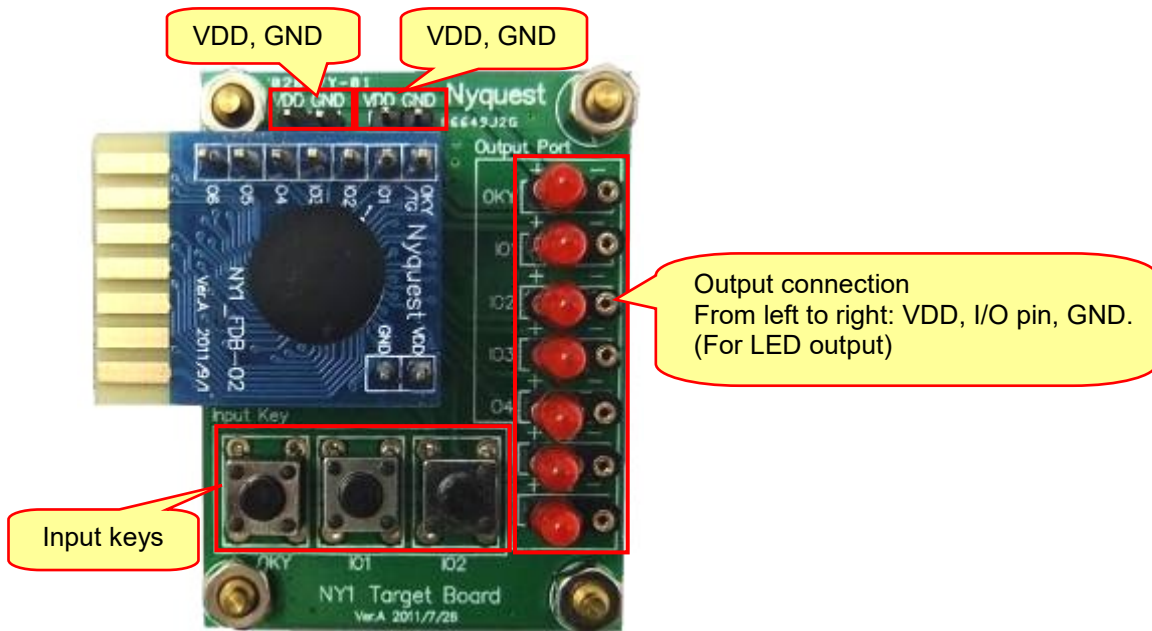 VDD, GND
VDD, GND
VDD GND
VDD GND
Nyquest
6649J2G
Output Port
+ −
OKY
IO1
IO2
IO3
O4
O6
O5
O4
IO3
IO2
IO1
OKY
/TG
Nyquest
NY1_FDB-02
Ver.A 2011/9/1
GND
VDD
Output connection
From left to right: VDD, I/O pin, GND.
(For LED output)
Input Key
Input keys
OKY
IO1
IO2
NY1 Target Board
Ver.A 2011/7/26